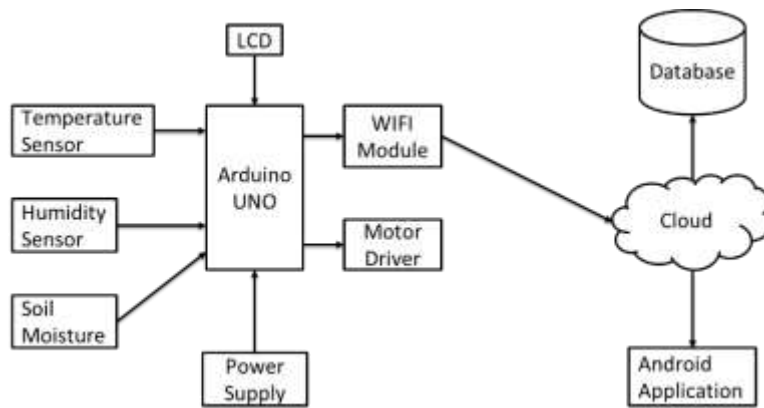 LCD
Database
Temperature
Sensor
WIFI
Module
Arduino
UNO
Humidity
Sensor
Cloud
Motor
Driver
Soil
Moisture
Power
Supply
Android
Application